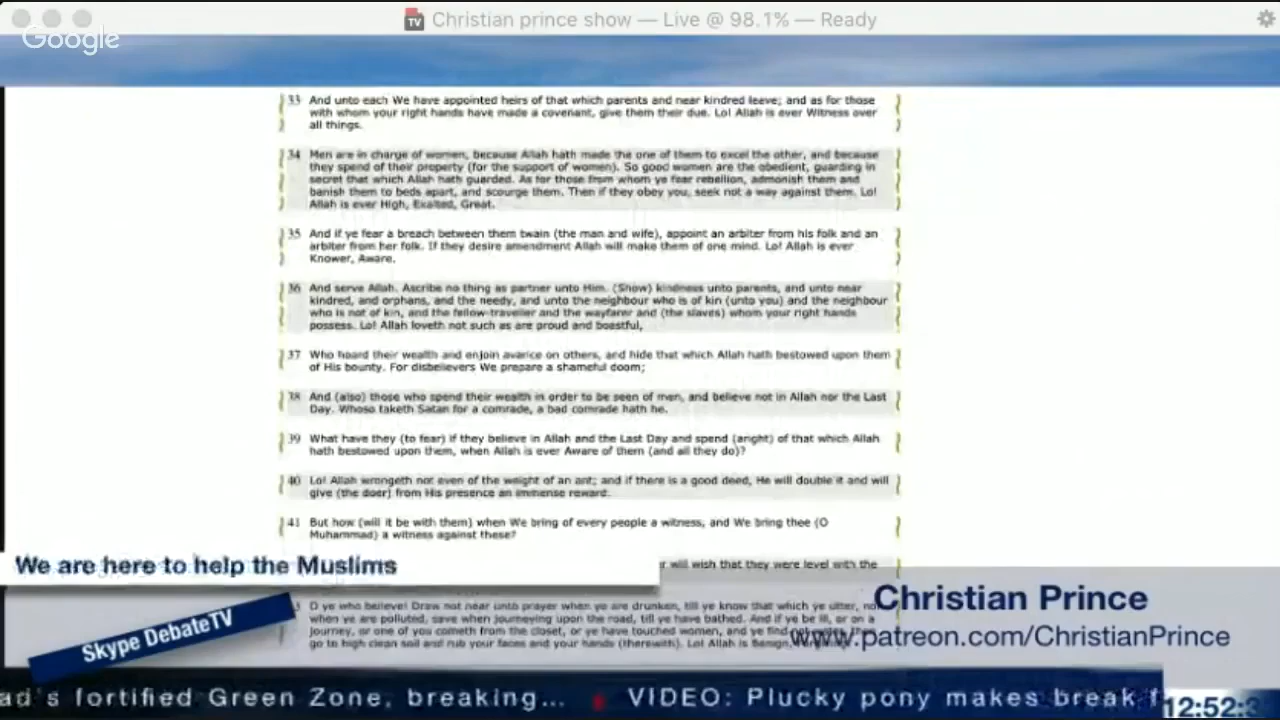 Christian prince show — Live @ 98.1% — Ready
Google
33 And unto each We have appointed heirs of that which parents and near kindred leave; and as for those
with whom your right hands have made a covenant, give them their due. Lo! Allah is ever Witness over
all things.
34 Men are in charge of women, because Allah hath made the one of them to excel the other, and because
they spend of their property (for the support of women). So good women are the obedient, guarding in
secret that which Allah hath guarded. As for those from whom ye fear rebellion, admonish them and
banish them to beds apart, and scourge them. Then if they obey you, seek not a way against them. Lo!
Allah is ever High, Exalted, Great.
35 And if ye fear a breach between them twain (the man and wife), appoint an arbiter from his folk and an
arbiter from her folk. If they desire amendment Allah will make them of one mind. Lo! Allah is ever
Knower, Aware.
36 And serve Allah. Ascribe no thing as partner unto Him. (Show) kindness unto parents, and unto near
kindred, and orphans, and the needy, and unto the neighbour who is of kin (unto you) and the neighbour
who is not of kin, and the fellow-traveller and the wayfarer and (the slaves) whom your right hands
possess. Lo! Allah loveth not such as are proud and boastful,
37 Who hoard their wealth and enjoin avarice on others, and hide that which Allah hath bestowed upon them
of His bounty. For disbelievers We prepare a shameful doom;
38 And (also) those who spend their wealth in order to be seen of men, and believe not in Allah nor the Last
Day. Whoso taketh Satan for a comrade, a bad comrade hath he.
39 What have they (to fear) if they believe in Allah and the Last Day and spend (aright) of that which Allah
hath bestowed upon them, when Allah is ever Aware of them (and all they do)?
40 Lo! Allah wrongeth not even of the weight of an ant; and if there is a good deed, He will double it and will
give (the doer) from His presence an immense reward.
41 But how (will it be with them) when We bring of every people a witness, and We bring thee (O
Muhammad) a witness against these?
will wish that they were level with the
We are here to help the Muslims
O ye who believe! Draw not near unto prayer when ye are drunken, till ye know that which ye utter,
when ye are polluted, save when journeying upon the road, till ye have bathed. And if ye be ill, or on a
journey, or one of you cometh from the closet, or ye have touched women, and ye find
go to high clean soil and rub your faces and your hands (therewith). Lo! Allah is Benign,
Christian Prince
www.patreon.com/ChristianPrince
Skype DebateTV
ad's fortified Green Zone, breaking... VIDEO: Plucky pony makes break f
12:52:3